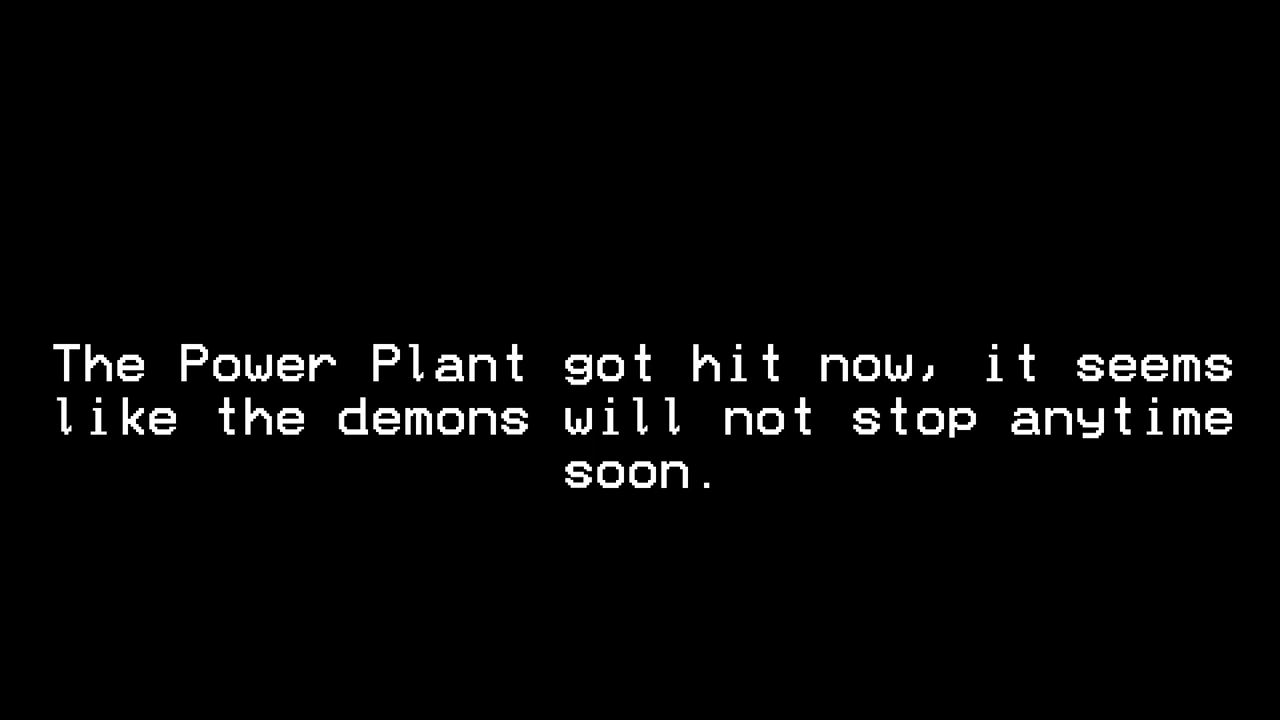 The Power Plant got hit now, it seems
like the demons will not stop anytime
soon.